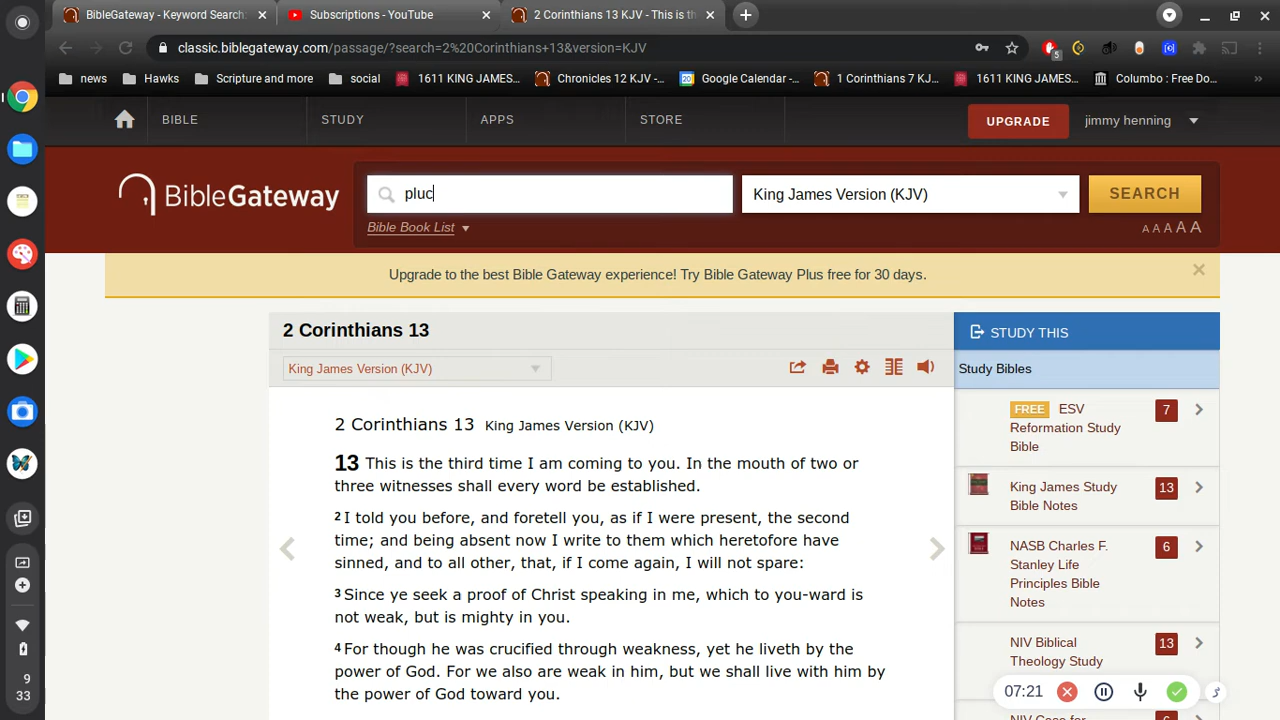 BibleGateway - Keyword Search:
Subscriptions - YouTube
2 Corinthians 13 KJV - This is th
classic.biblegateway.com/passage/?search=2%20Corinthians+13&version=KJV
5
news
Hawks
Scripture and more
social
1611 KING JAMES...
Chronicles 12 KJV -...
20
Google Calendar -...
1 Corinthians 7 KJ...
1611 KING JAMES...
Columbo : Free Do...
»
BIBLE
STUDY
APPS
STORE
UPGRADE
jimmy henning
BibleGateway
pluc
King James Version (KJV)
SEARCH
Bible Book List
A A A A A
Upgrade to the best Bible Gateway experience! Try Bible Gateway Plus free for 30 days.
2 Corinthians 13
King James Version (KJV)
2 Corinthians 13 King James Version (KJV)
13 This is the third time I am coming to you. In the mouth of two or
three witnesses shall every word be established.
2 I told you before, and foretell you, as if I were present, the second
time; and being absent now I write to them which heretofore have
sinned, and to all other, that, if I come again, I will not spare:
3 Since ye seek a proof of Christ speaking in me, which to you-ward is
not weak, but is mighty in you.
4 For though he was crucified through weakness, yet he liveth by the
power of God. For we also are weak in him, but we shall live with him by
the power of God toward you.
STUDY THIS
Study Bibles
FREE ESV
Reformation Study
Bible
7
King James Study
Bible Notes
13
NASB Charles F.
Stanley Life
Principles Bible
Notes
6
NIV Biblical
Theology Study
13
07:21
NIV Case for
6
9
33